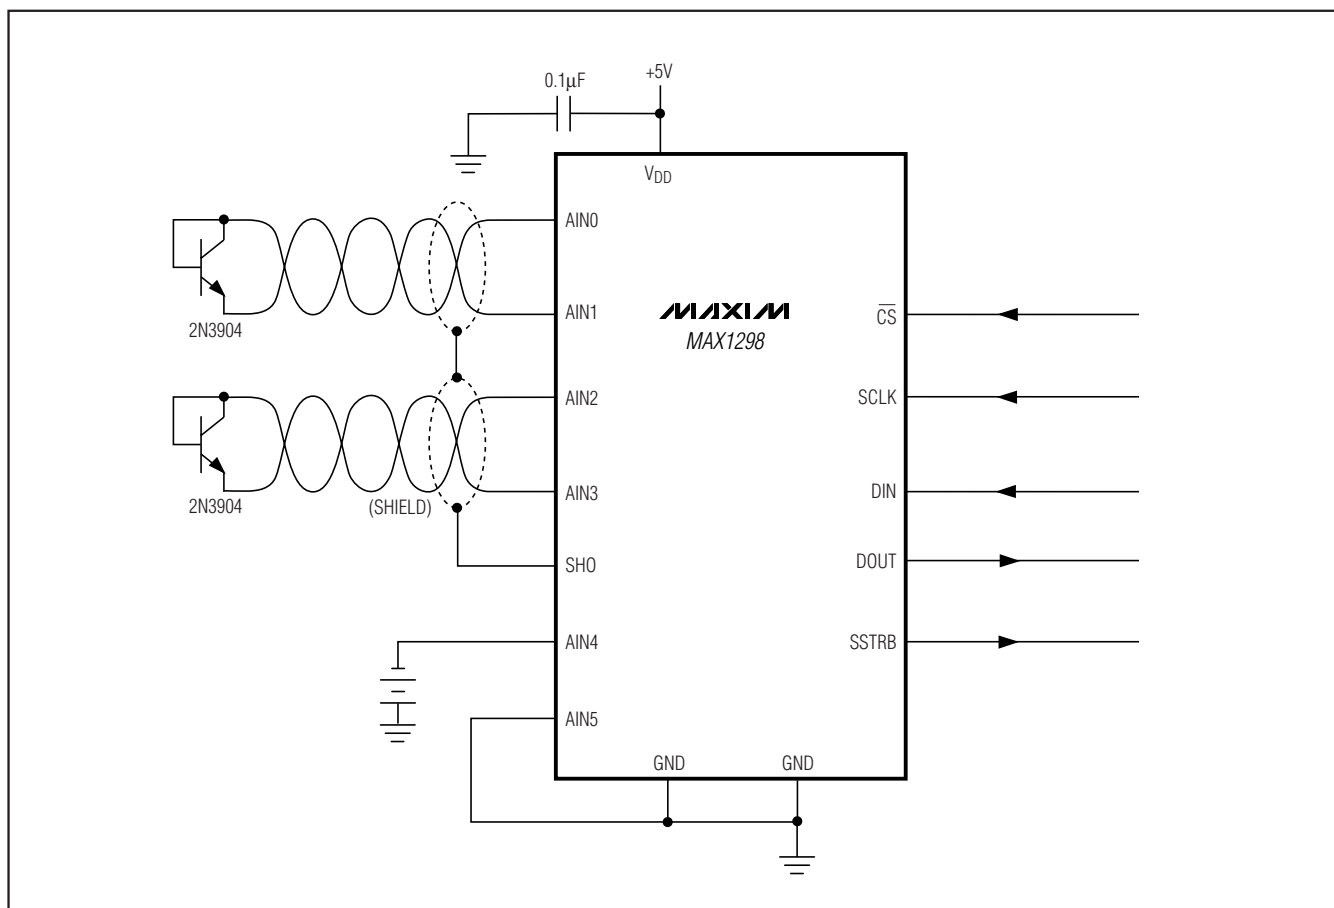 0.1µF
+5V
VDD
AIN0
AIN1
2N3904
MAXIM
MAX1298
CS
AIN2
SCLK
AIN3
DIN
2N3904
(SHIELD)
SHO
DOUT
AIN4
SSTRB
AIN5
GND
GND